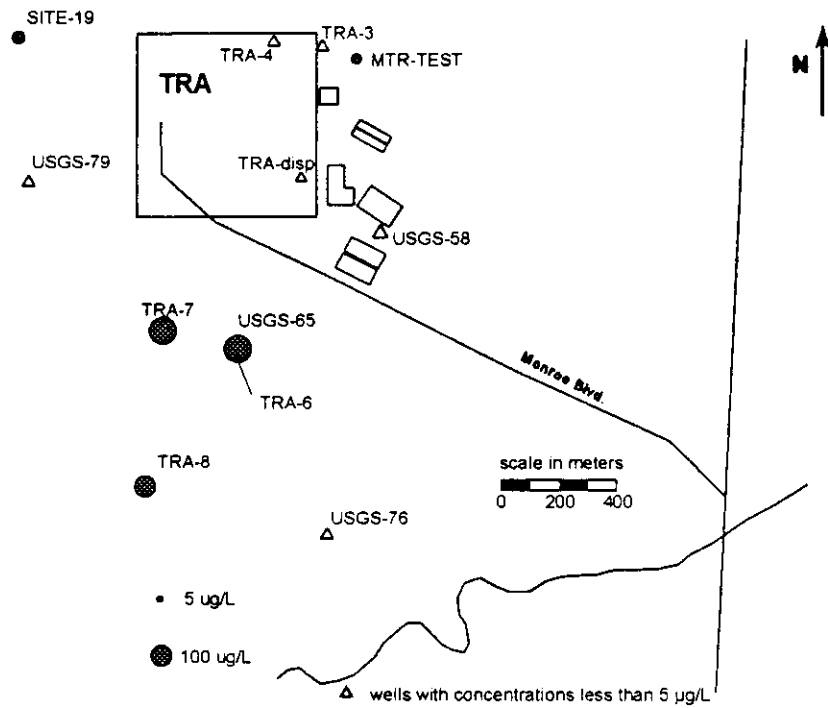 SITE-19
TRA-3
TRA-4
MTR-TEST
N
TRA
USGS-79
TRA-disp
USGS-58
TRA-7
USGS-65
TRA-6
Monroe Blvd.
TRA-8
scale in meters
0 200 400
USGS-76
5 ug/L
100 ug/L
wells with concentrations less than 5 µg/L